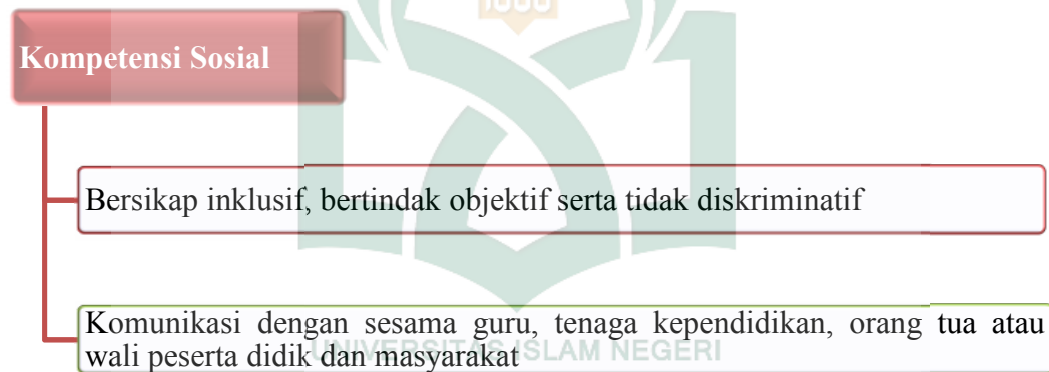 Kompetensi Sosial
Bersikap inklusif, bertindak objektif serta tidak diskriminatif
Komunikasi dengan sesama guru, tenaga kependidikan, orang tua atau
wali peserta didik dan masyarakat
UNIVERSITAS ISLAM NEGERI